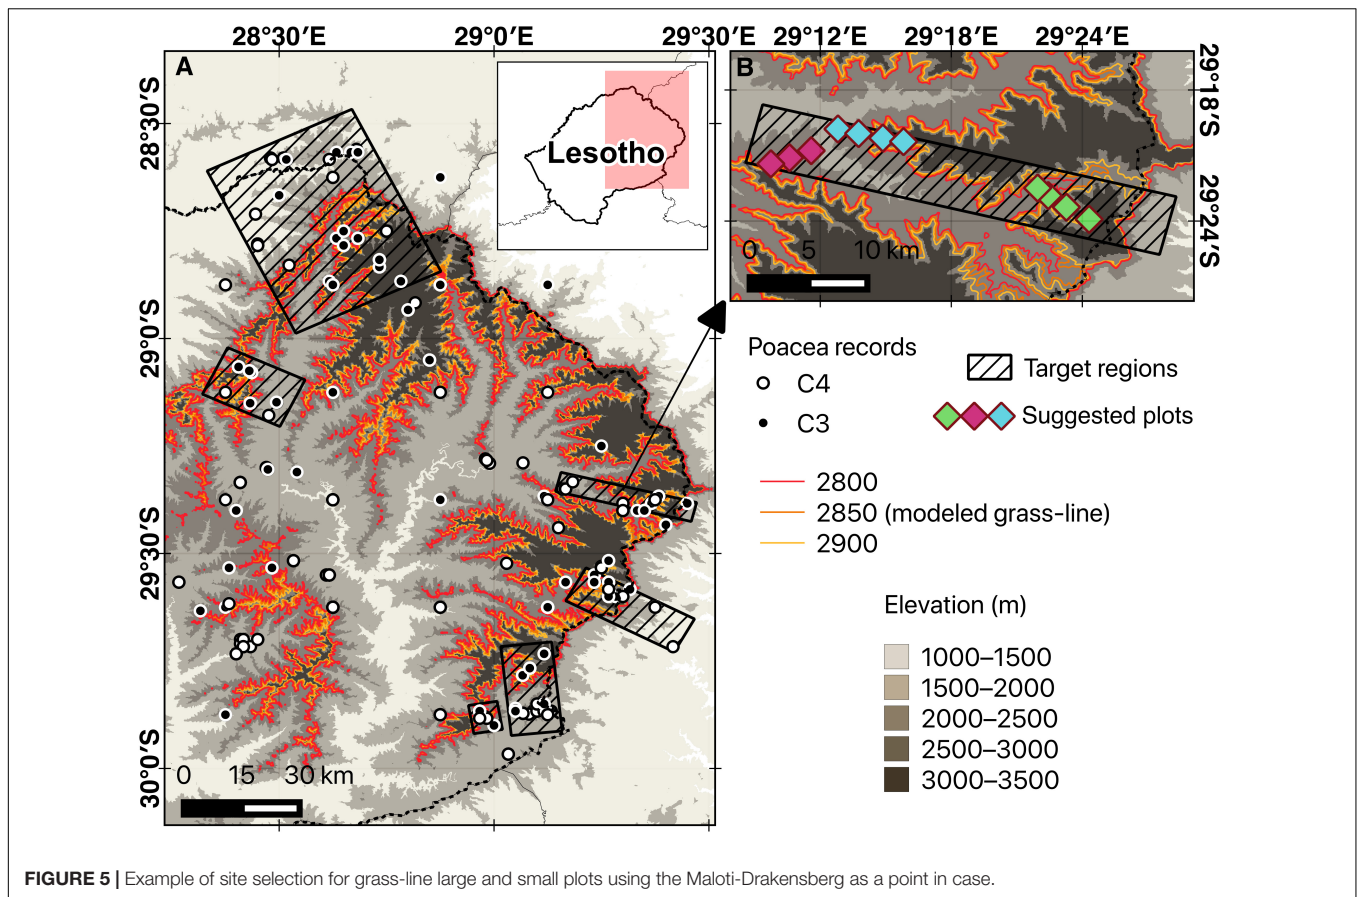 28°30′E 29°0′E 29°30′E 29°12′E 29°18′E 29°24′E
A
B
28°30′S
29°0′S
29°30′S
30°0′S
29°18′S
29°24′S
Lesotho
0 5 10 km
0 15 30 km
Poacea records
C4
C3
Target regions
Suggested plots
2800
2850 (modeled grass-line)
2900
Elevation (m)
1000–1500
1500–2000
2000–2500
2500–3000
3000–3500
FIGURE 5 | Example of site selection for grass-line large and small plots using the Maloti-Drakensberg as a point in case.